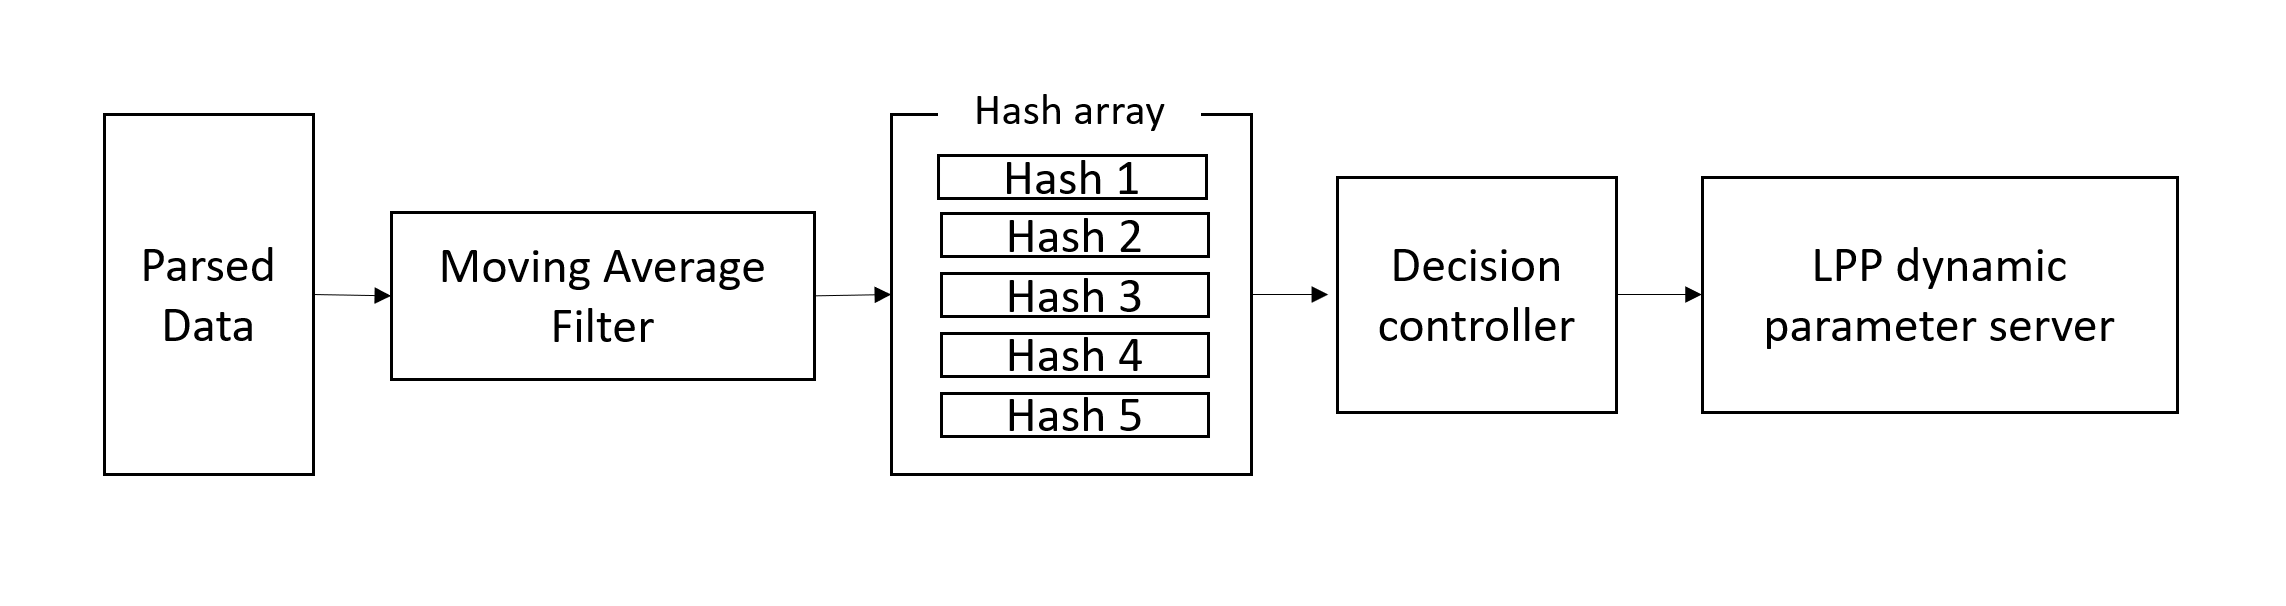 Parsed
Data
Moving Average
Filter
Hash array
Hash 1
Hash 2
Hash 3
Hash 4
Hash 5
Decision
controller
LPP dynamic
parameter server